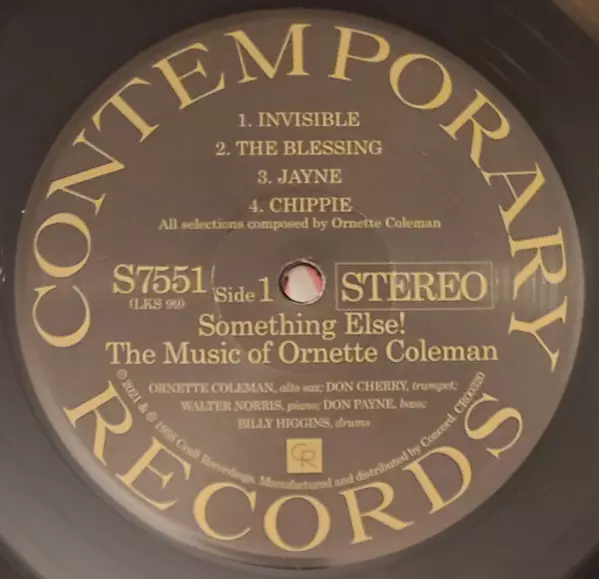 CONTEMPORARY
1. INVISIBLE
2. THE BLESSING
3. JAYNE
4. CHIPPIE
All selections composed by Ornette Coleman
S7551
(LKS 99)
Side 1
STEREO
Something Else!
The Music of Ornette Coleman
ORNETTE COLEMAN, alto sax; DON CHERRY, trumpet;
WALTER NORRIS, piano; DON PAYNE, bass;
BILLY HIGGINS, drums
CR
℗ 2021 & © 1958 Craft Recordings. Manufactured and distributed by Concord. CR00320
RECORDS